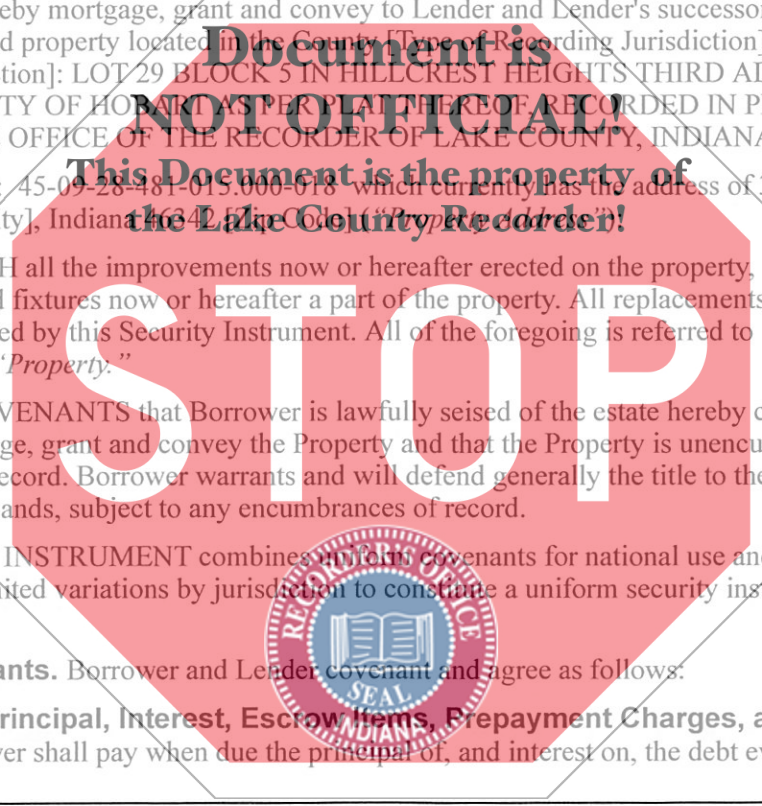 eby mortgage, grant and convey to Lender and Lender's successo
d property located in the County [Type of Recording Jurisdiction]
tion]: LOT 29 BLOCK 5 IN HILLCREST HEIGHTS THIRD AD
TY OF HOBART AS PER PLAT THEREOF, RECORDED IN P
OFFICE OF THE RECORDER OF LAKE COUNTY, INDIANA
: 45-09-28-481-015.000-018 which currently has the address of
ty], Indiana 46342 [Zip Code] ("Property Address"):
Document is
NOT OFFICIAL!
This Document is the property of
the Lake County Recorder!
H all the improvements now or hereafter erected on the property,
d fixtures now or hereafter a part of the property. All replacements
ed by this Security Instrument. All of the foregoing is referred to
"Property."
STOP
VENANTS that Borrower is lawfully seised of the estate hereby c
ge, grant and convey the Property and that the Property is unencu
ecord. Borrower warrants and will defend generally the title to the
ands, subject to any encumbrances of record.
INSTRUMENT combines uniform covenants for national use and
ited variations by jurisdiction to constitute a uniform security ins
RECORDER'S OFFICE
SEAL
INDIANA
ants. Borrower and Lender covenant and agree as follows:
rincipal, Interest, Escrow Items, Prepayment Charges, a
er shall pay when due the principal of, and interest on, the debt ev